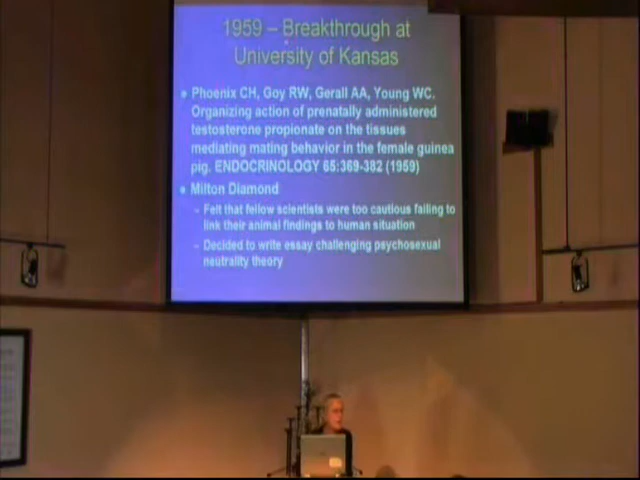 1959 – Breakthrough at
University of Kansas
• Phoenix CH, Goy RW, Gerall AA, Young WC.
Organizing action of prenatally administered
testosterone propionate on the tissues
mediating mating behavior in the female guinea
pig. ENDOCRINOLOGY 65:369-382 (1959)
• Milton Diamond
– Felt that fellow scientists were too cautious failing to
link their animal findings to human situation
– Decided to write essay challenging psychosexual
neutrality theory